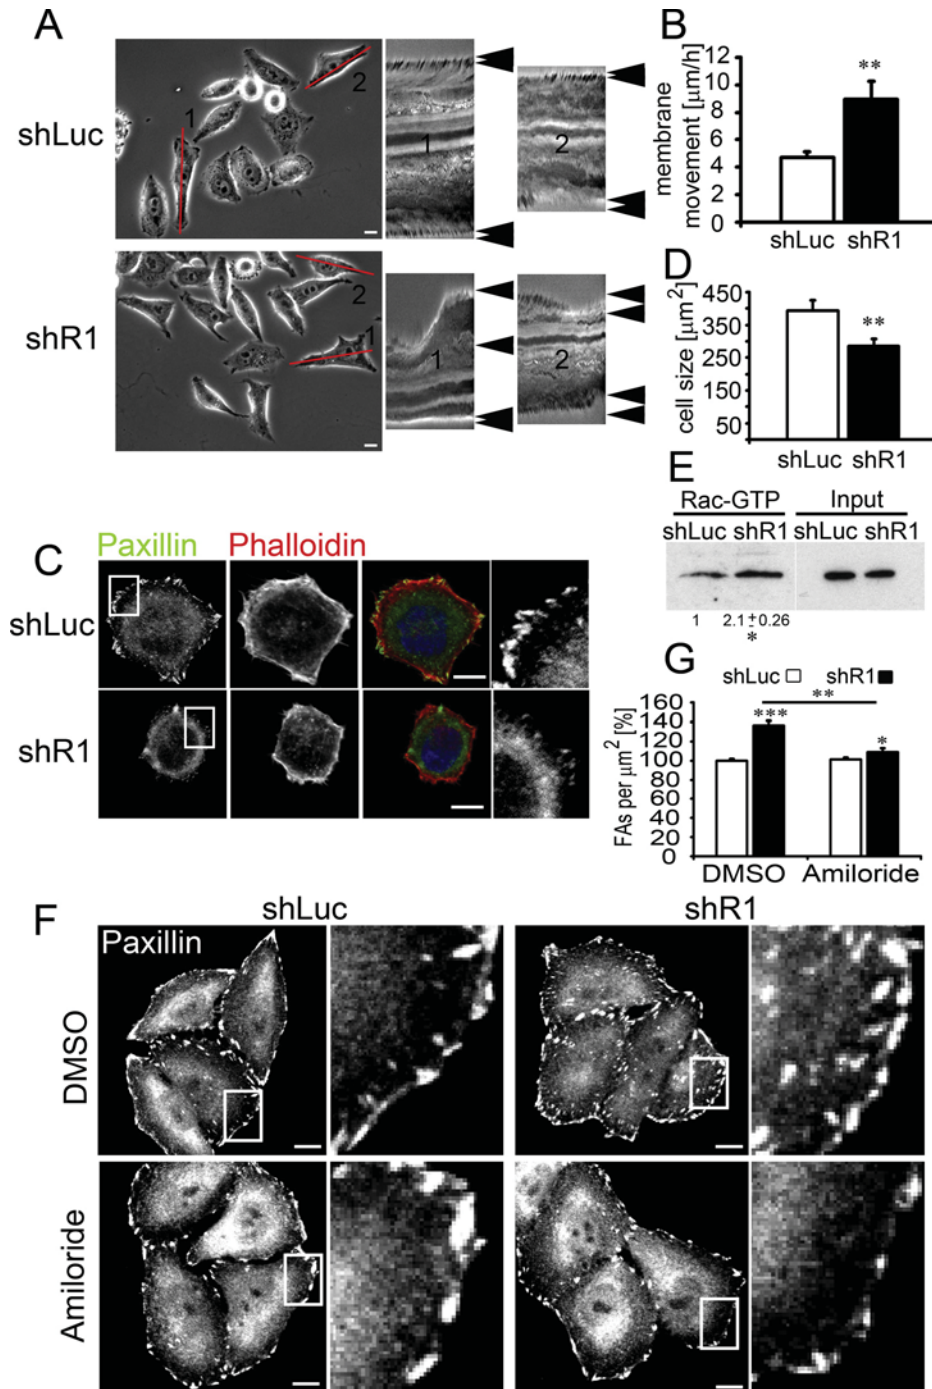 A
shLuc
1
2
1
2
shR1
2
1
1
2
B
membrane
movement [µm/h]
12
10
8
6
4
2
0
**
shLuc shR1
D
cell size [µm²]
450
350
250
150
50
**
shLuc shR1
E
Rac-GTP Input
shLuc shR1 shLuc shR1
1 2.1±0.26
*
C
Paxillin Phalloidin
shLuc
shR1
G
shLuc shR1
FAs per µm² [%]
160
140
120
100
80
60
40
20
0
**
***
*
DMSO Amiloride
F
shLuc shR1
Paxillin
DMSO
Amiloride